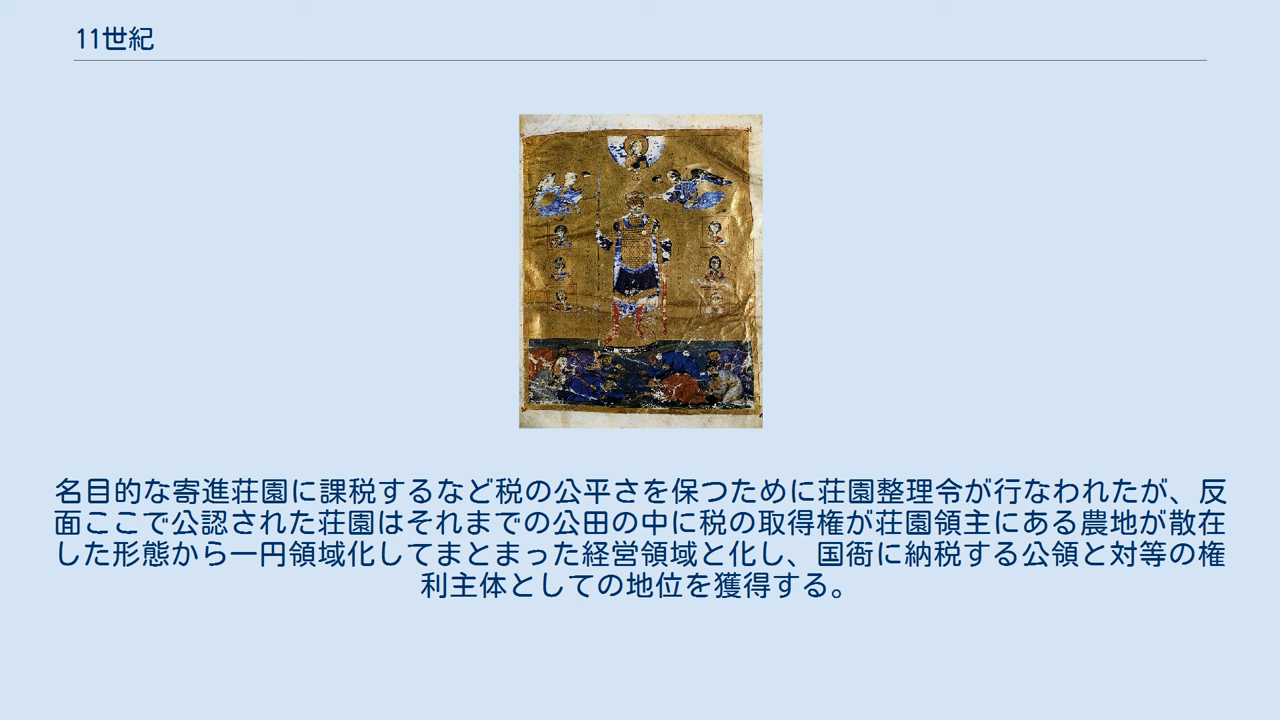 11世紀
名目的な寄進荘園に課税するなど税の公平さを保つために荘園整理令が行なわれたが、反
面ここで公認された荘園はそれまでの公田の中に税の取得権が荘園領主にある農地が散在
した形態から一円領域化してまとまった経営領域と化し、国衙に納税する公領と対等の権
利主体としての地位を獲得する。